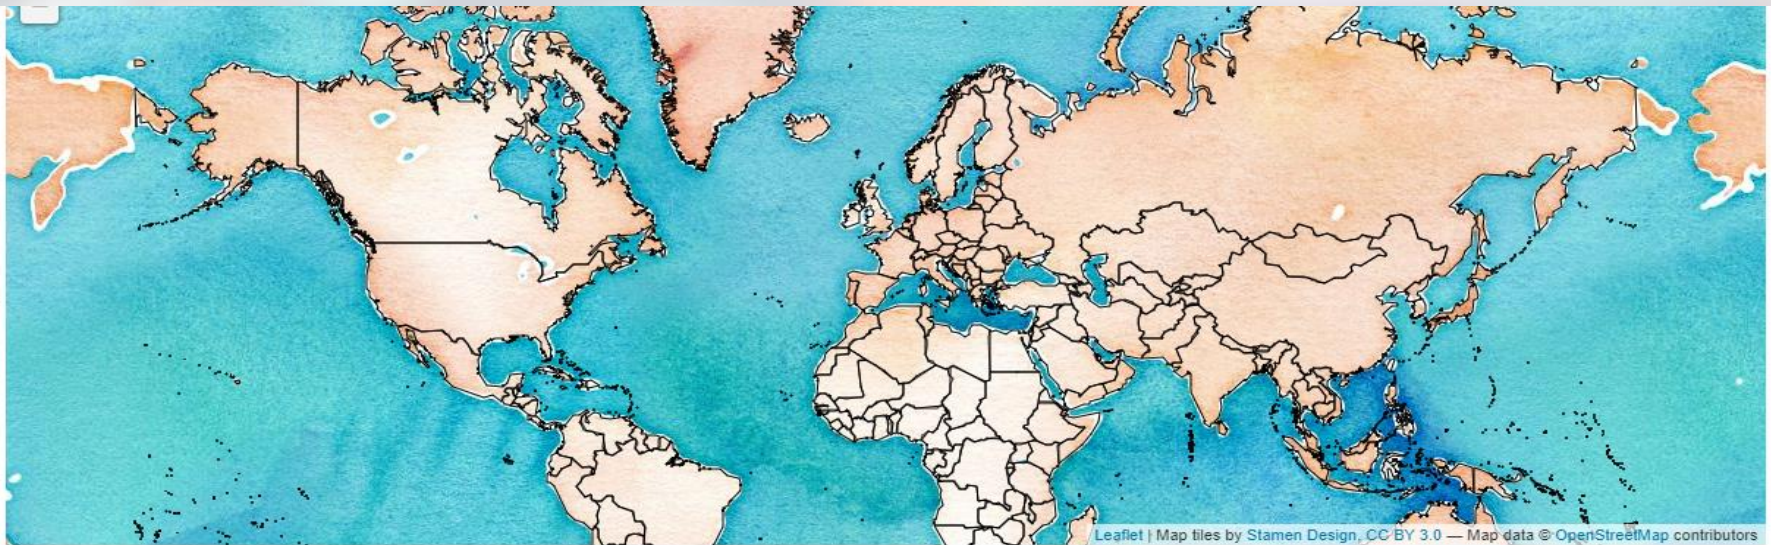 Leaflet | Map tiles by Stamen Design, CC BY 3.0 — Map data © OpenStreetMap contributors